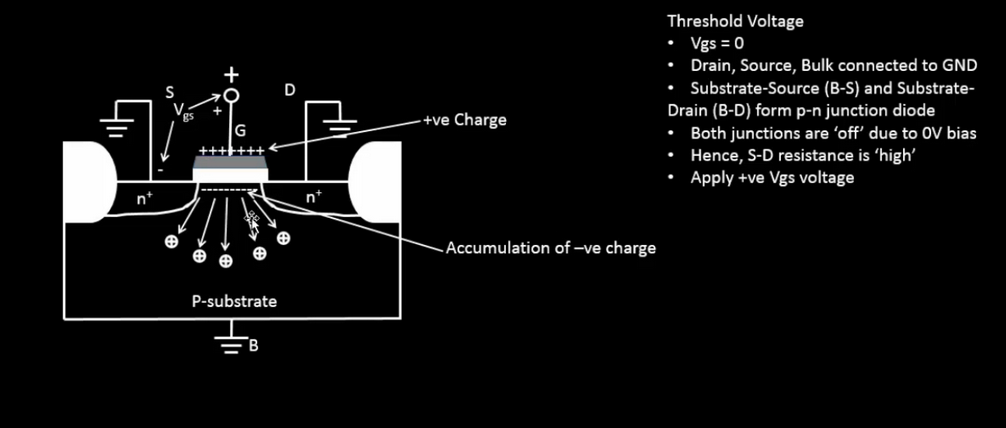 Threshold Voltage
• Vgs = 0
• Drain, Source, Bulk connected to GND
• Substrate-Source (B-S) and Substrate-
Drain (B-D) form p-n junction diode
• Both junctions are ‘off’ due to 0V bias
• Hence, S-D resistance is ‘high’
• Apply +ve Vgs voltage
+
S
D
Vgs
+
G
+ve Charge
+++++++
-
n+
n+
Accumulation of –ve charge
P-substrate
B